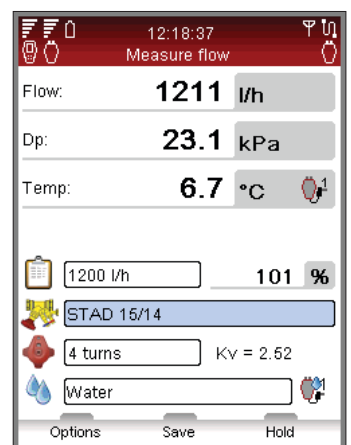 12:18:37
Measure flow
Flow: 1211 l/h
Dp: 23.1 kPa
Temp: 6.7 °C 1
1200 l/h 101 %
STAD 15/14
4 turns Kv = 2.52
Water
Options Save Hold